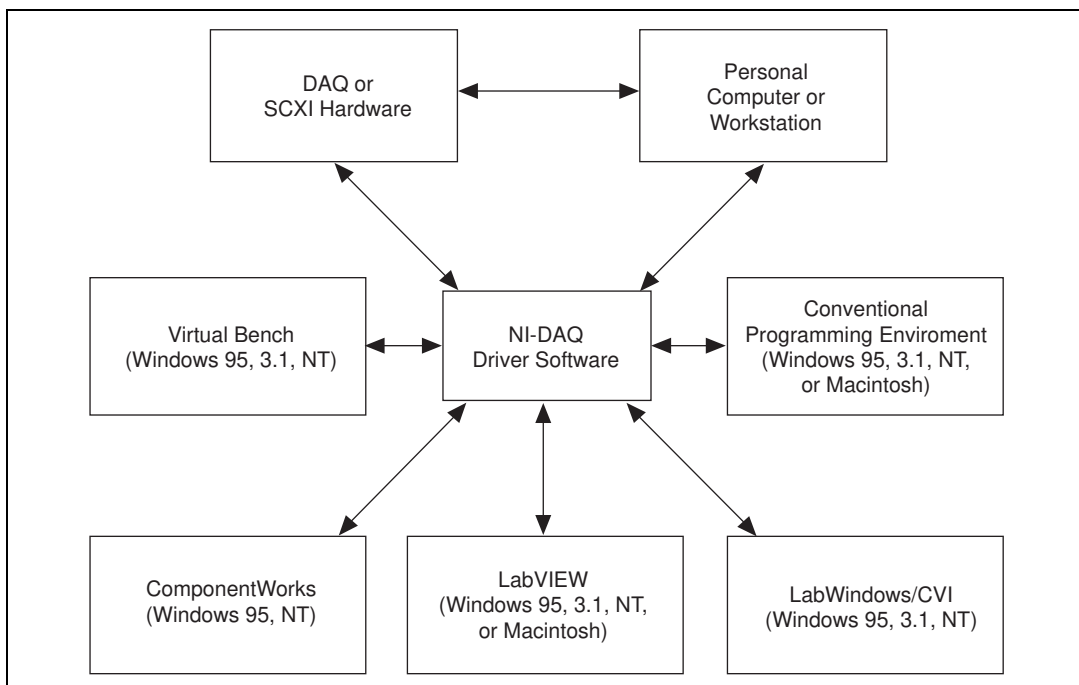 DAQ or
SCXI Hardware
Personal
Computer or
Workstation
Virtual Bench
(Windows 95, 3.1, NT)
NI-DAQ
Driver Software
Conventional
Programming Enviroment
(Windows 95, 3.1, NT,
or Macintosh)
ComponentWorks
(Windows 95, NT)
LabVIEW
(Windows 95, 3.1, NT,
or Macintosh)
LabWindows/CVI
(Windows 95, 3.1, NT)